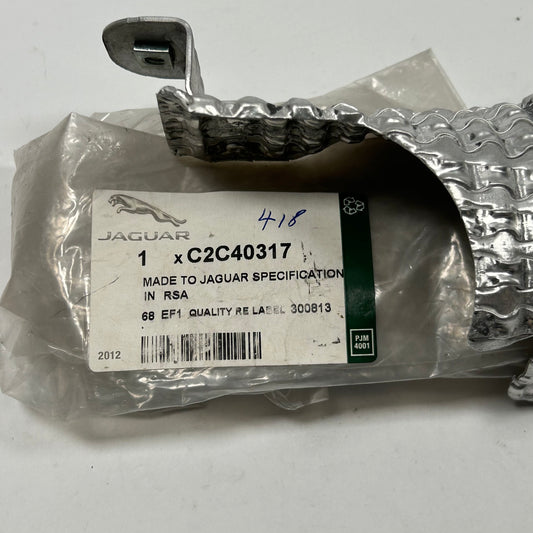 418
JAGUAR
1 x C2C40317
MADE TO JAGUAR SPECIFICATION
IN RSA
68 EF1 QUALITY RE LABEL 300813
2012
PJM
4001